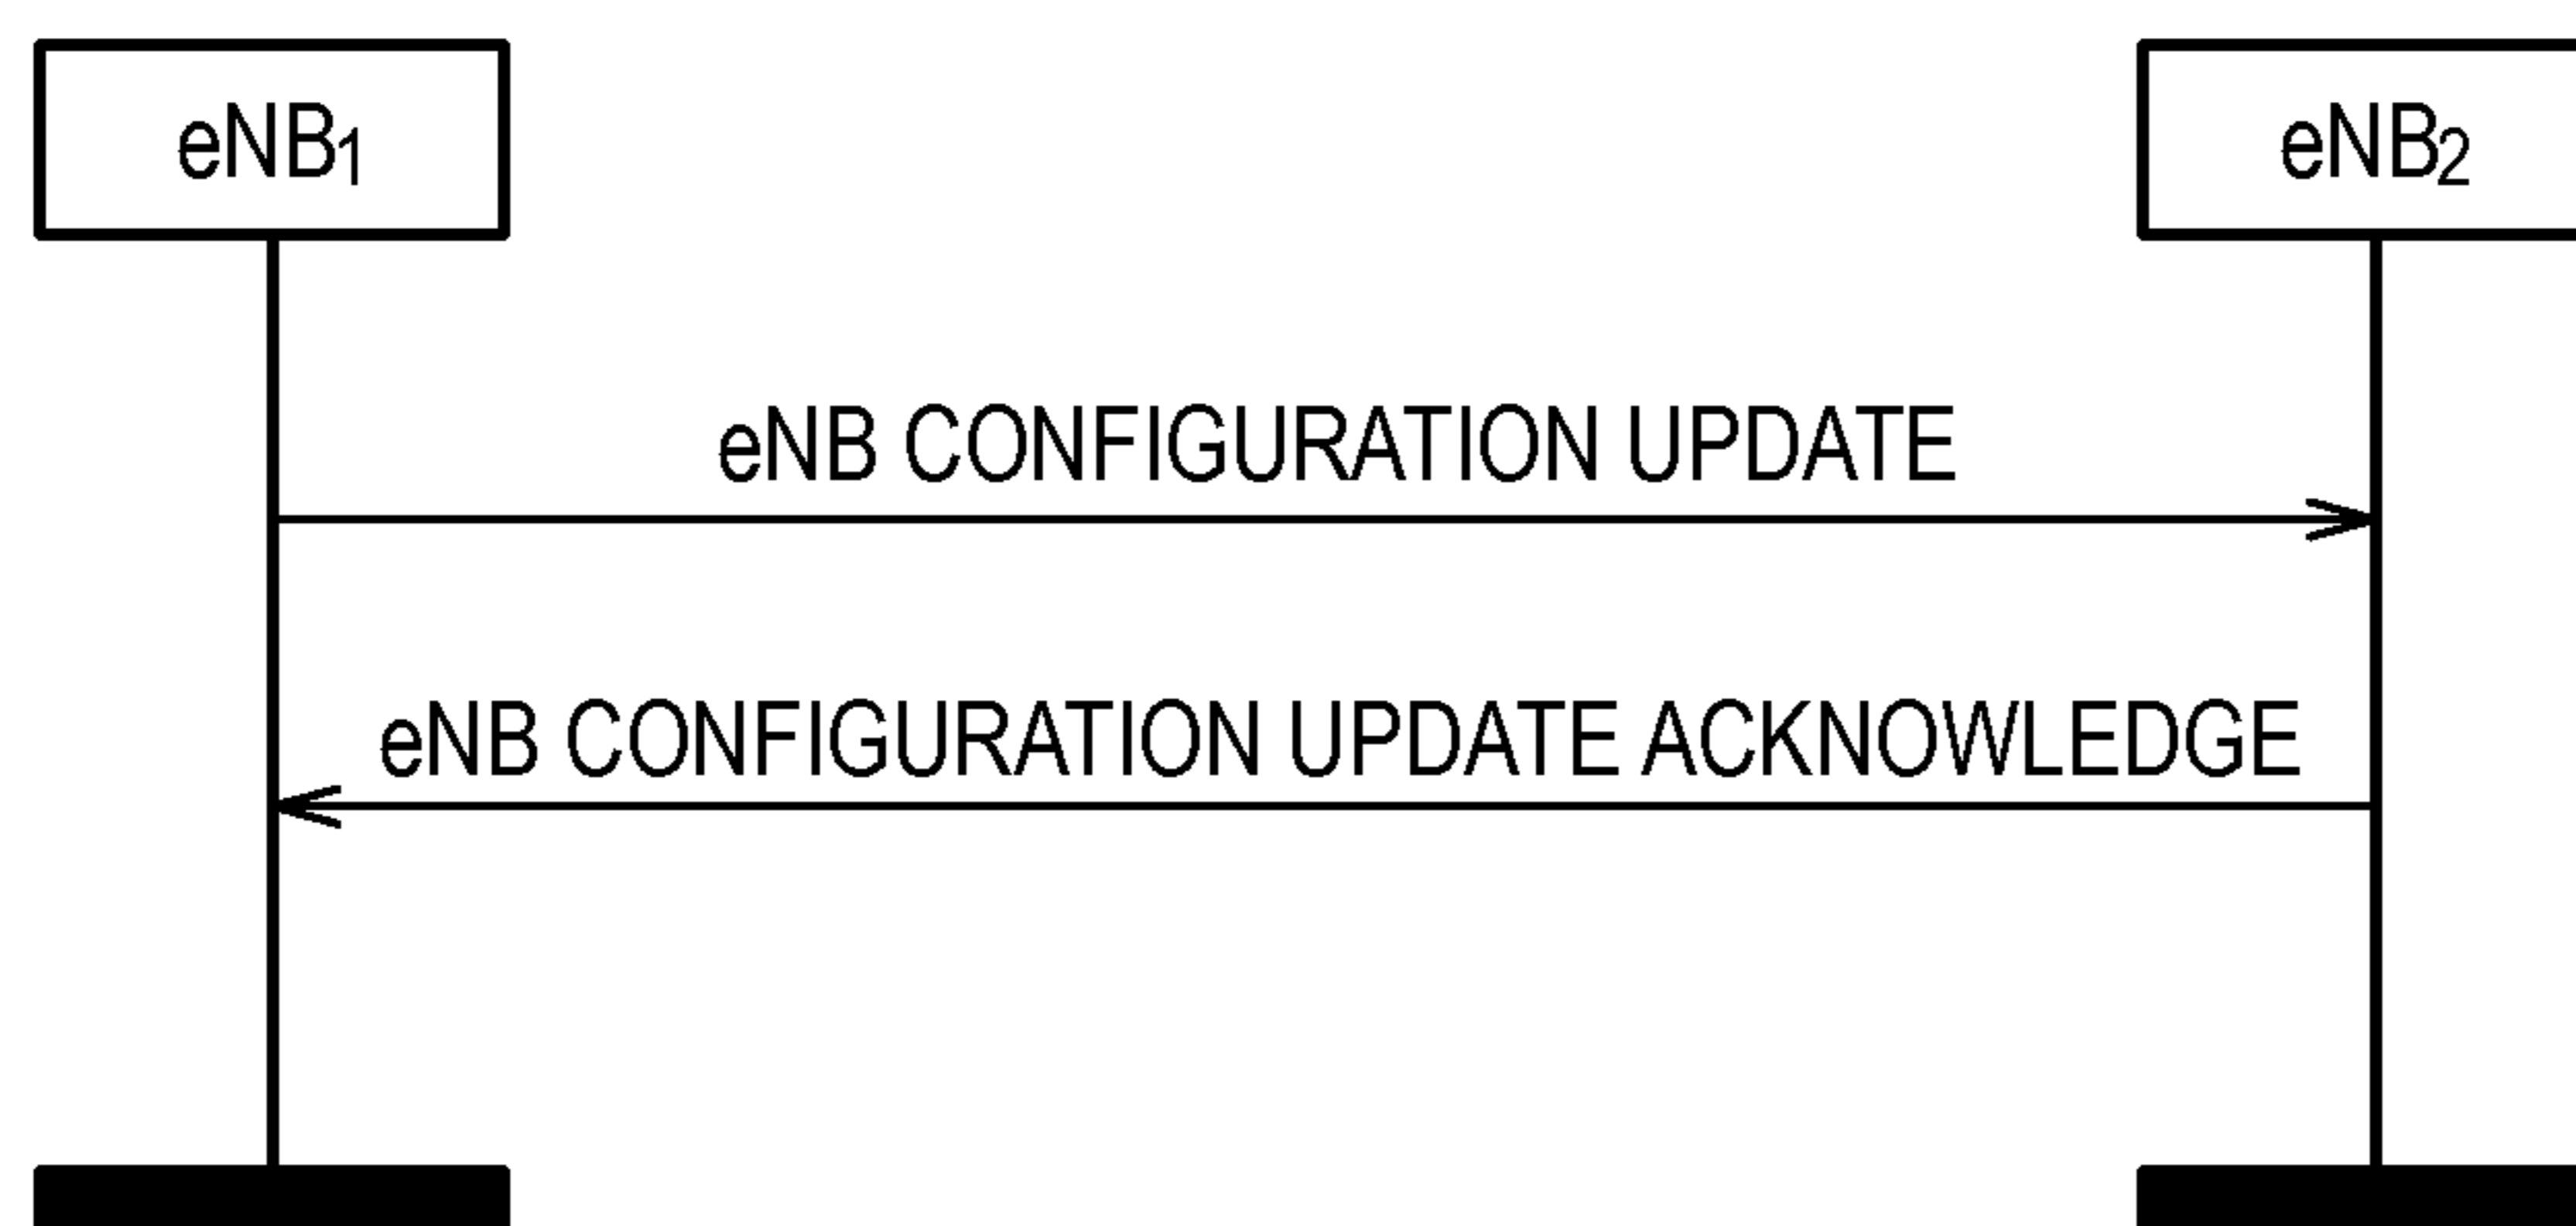 eNB1
eNB2
eNB CONFIGURATION UPDATE
eNB CONFIGURATION UPDATE ACKNOWLEDGE